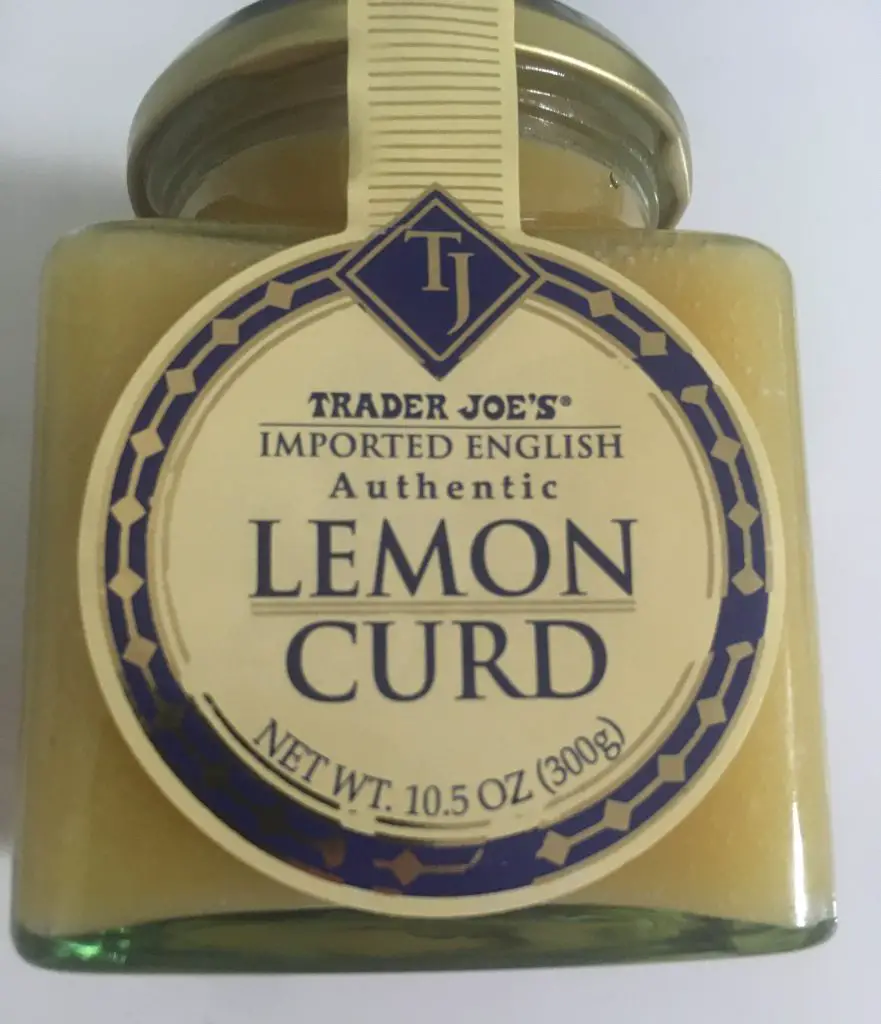 TJ
TRADER JOE'S®
IMPORTED ENGLISH
Authentic
LEMON
CURD
NET WT. 10.5 OZ (300g)